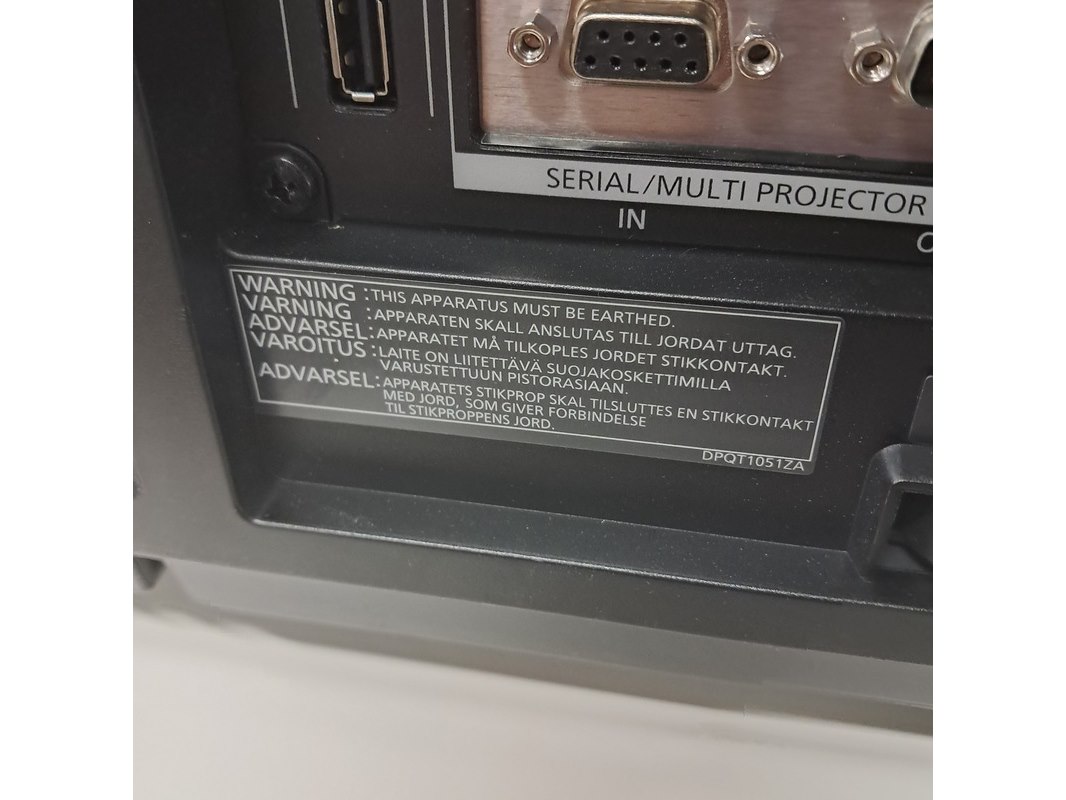 SERIAL/MULTI PROJECTOR
IN
WARNING : THIS APPARATUS MUST BE EARTHED.
VARNING : APPARATEN SKALL ANSLUTAS TILL JORDAT UTTAG.
ADVARSEL: APPARATET MÅ TILKOPLES JORDET STIKKONTAKT.
VAROITUS : LAITE ON LIITETTÄVÄ SUOJAKOSKETTIMILLA
VARUSTETTUUN PISTORASIAAN.
ADVARSEL: APPARATETS STIKPROP SKAL TILSLUTTES EN STIKKONTAKT
MED JORD, SOM GIVER FORBINDELSE
TIL STIKPROPPENS JORD.
DPQT1051ZA